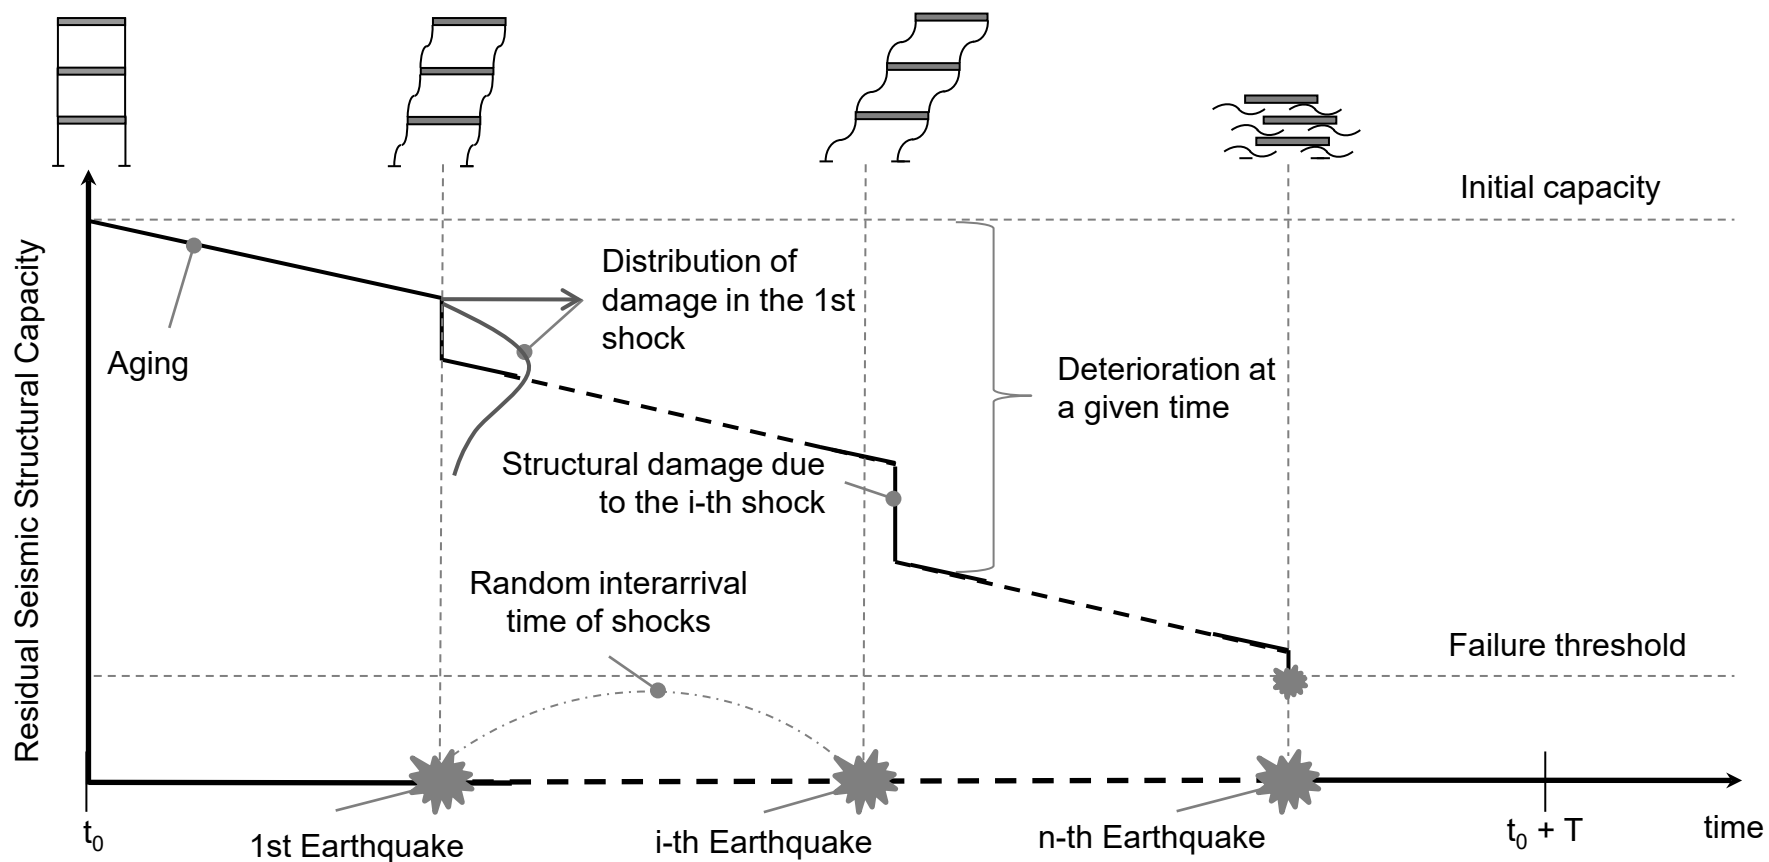 Initial capacity
Residual Seismic Structural Capacity
Distribution of
damage in the 1st
shock
Aging
Deterioration at
a given time
Structural damage due
to the i-th shock
Random interarrival
time of shocks
Failure threshold
t₀
1st Earthquake
i-th Earthquake
n-th Earthquake
t₀ + T
time